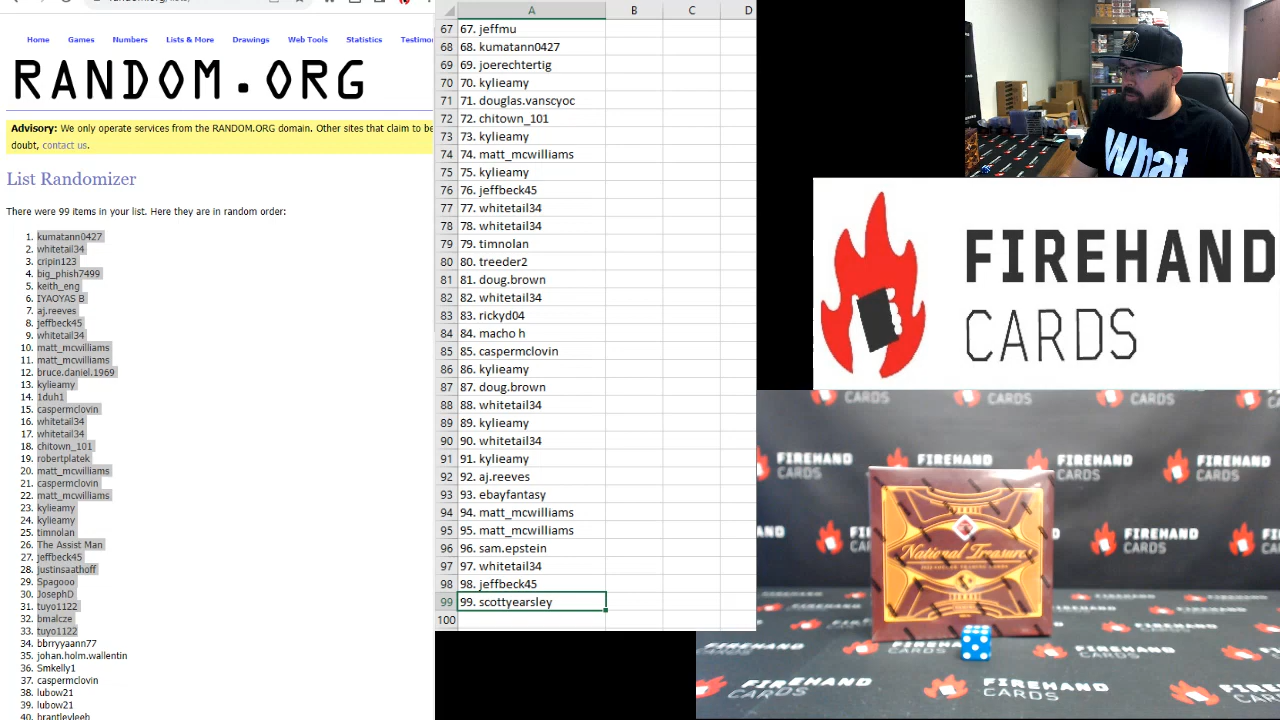 Home Games Numbers Lists & More Drawings Web Tools Statistics Testimo
RANDOM.ORG
Advisory: We only operate services from the RANDOM.ORG domain. Other sites that claim to be
doubt, contact us.
List Randomizer
There were 99 items in your list. Here they are in random order:
1. kumatann0427
2. whitetail34
3. cripin123
4. big_phish7499
5. keith_eng
6. IYAOYAS B
7. aj.reeves
8. jeffbeck45
9. whitetail34
10. matt_mcwilliams
11. matt_mcwilliams
12. bruce.daniel.1969
13. kylieamy
14. 1duh1
15. caspermclovin
16. whitetail34
17. whitetail34
18. chitown_101
19. robertplatek
20. matt_mcwilliams
21. caspermclovin
22. matt_mcwilliams
23. kylieamy
24. kylieamy
25. timnolan
26. The Assist Man
27. jeffbeck45
28. justinsaathoff
29. Spagooo
30. JosephD
31. tuyo1122
32. bmalcze
33. tuyo1122
34. bbrryyaann77
35. johan.holm.wallentin
36. Smkelly1
37. caspermclovin
38. lubow21
39. lubow21
40. brantleyleeh
A B C D
67 67. jeffmu
68 68. kumatann0427
69 69. joerechtertig
70 70. kylieamy
71 71. douglas.vanscyoc
72 72. chitown_101
73 73. kylieamy
74 74. matt_mcwilliams
75 75. kylieamy
76 76. jeffbeck45
77 77. whitetail34
78 78. whitetail34
79 79. timnolan
80 80. treeder2
81 81. doug.brown
82 82. whitetail34
83 83. rickyd04
84 84. macho h
85 85. caspermclovin
86 86. kylieamy
87 87. doug.brown
88 88. whitetail34
89 89. kylieamy
90 90. whitetail34
91 91. kylieamy
92 92. aj.reeves
93 93. ebayfantasy
94 94. matt_mcwilliams
95 95. matt_mcwilliams
96 96. sam.epstein
97 97. whitetail34
98 98. jeffbeck45
99 99. scottyearsley
100
What
FIREHAND
CARDS
National Treasures
FIREHAND
CARDS